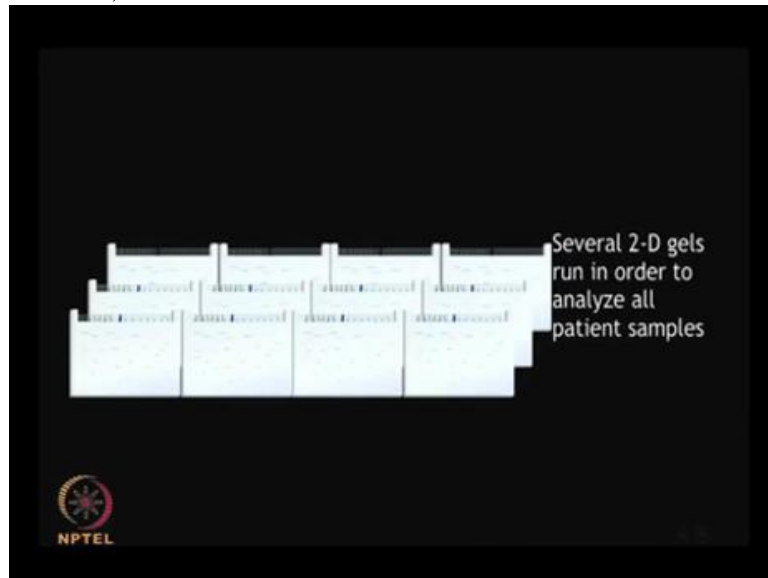 Several 2-D gels
run in order to
analyze all
patient samples
NPTEL